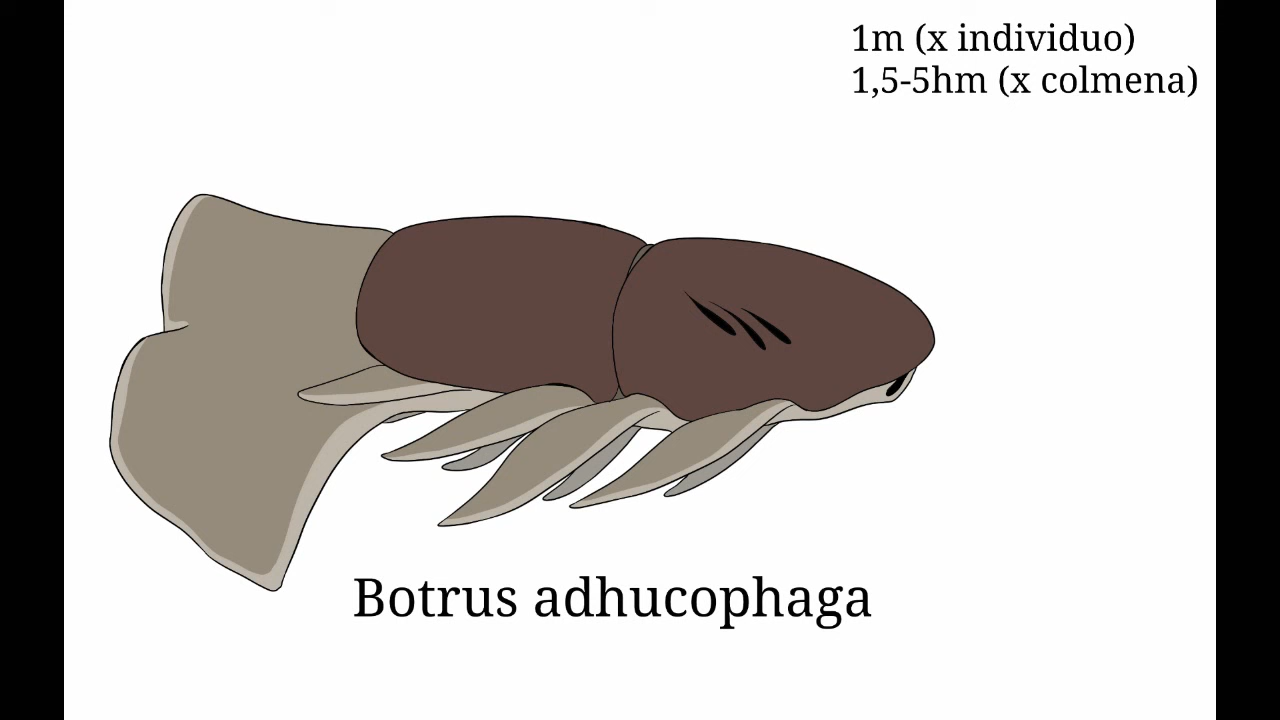 1m (x individuo)
1,5-5hm (x colmena)
Botrus adhucophaga